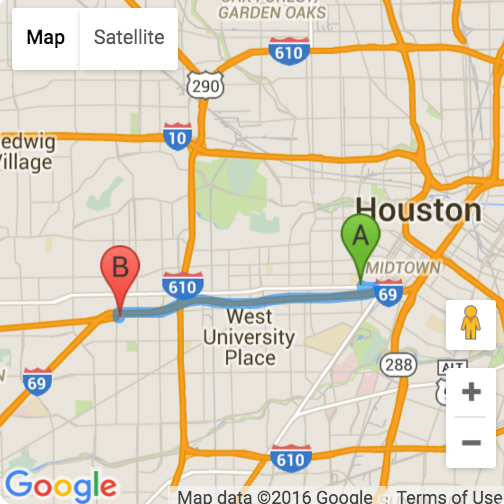 GARDEN OAKS
Map
Satellite
610
290
10
edwig
Village
Houston
A
B
MIDTOWN
610
69
West
University
Place
69
288
ALT
610
Google
Map data ©2016 Google
Terms of Use